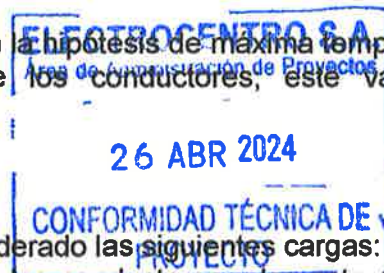 ELECTROCENTRO S.A.
la hipótesis de máxima temp
Área de Administración de Proyectos
los conductores, este va
26 ABR 2024
CONFORMIDAD TÉCNICA DE
derado las siguientes cargas:
PROYECTO